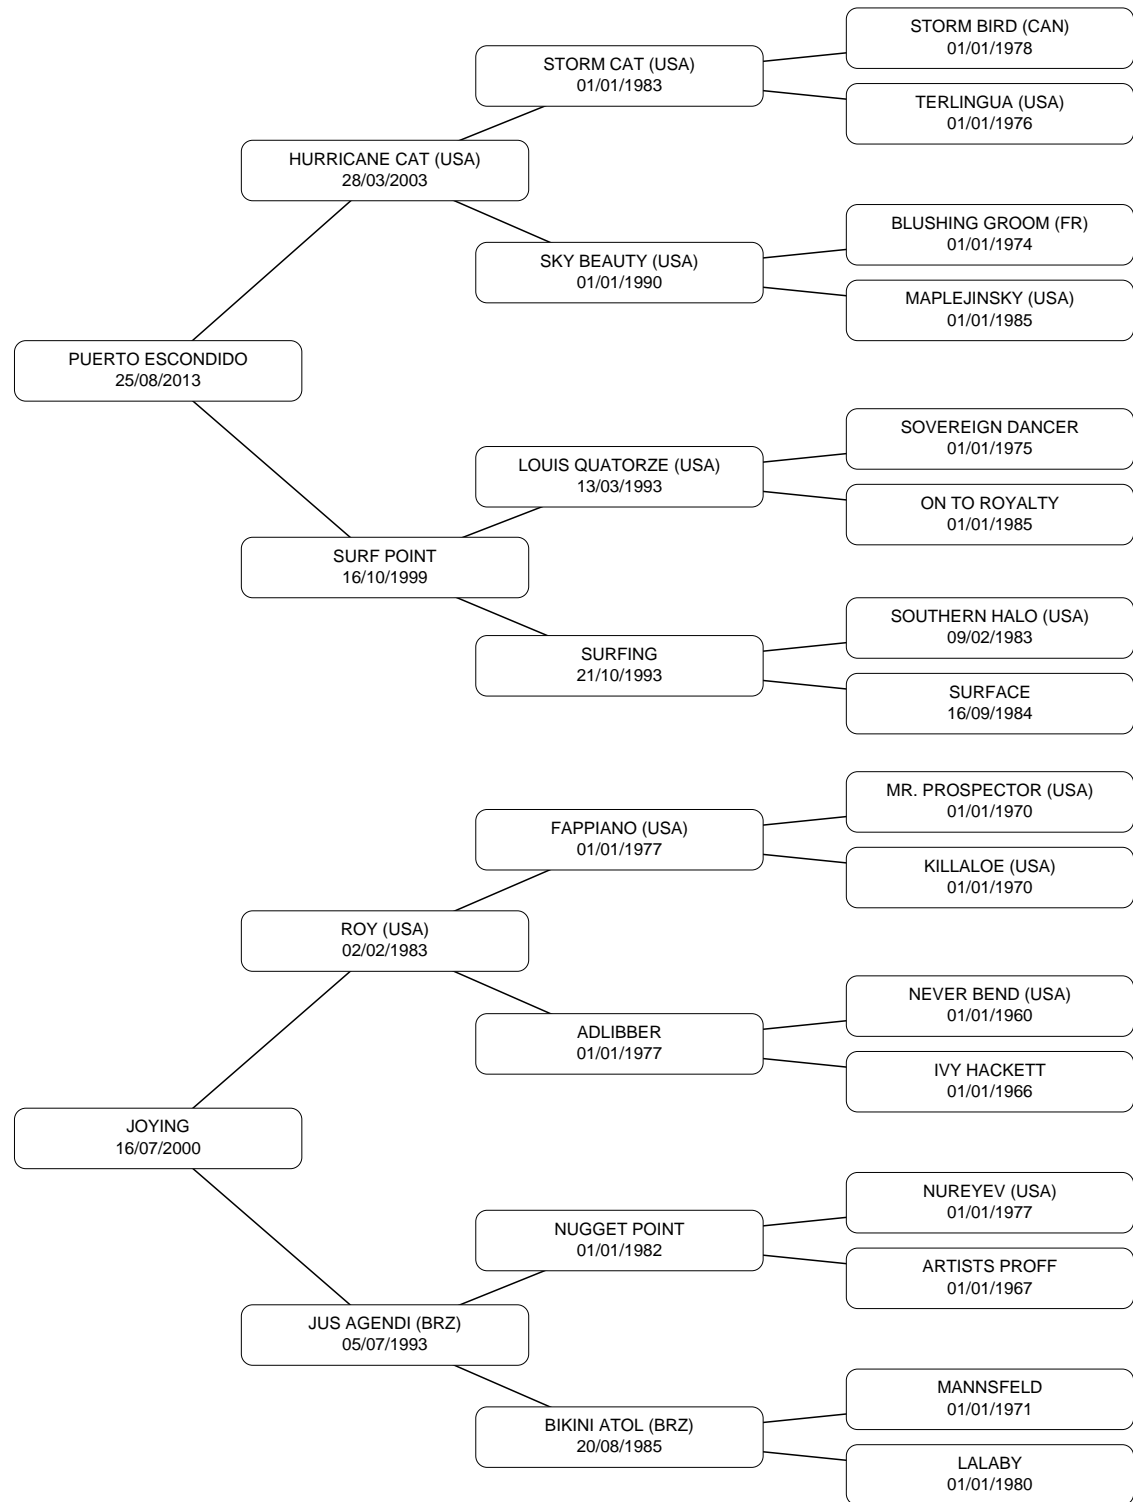 STORM BIRD (CAN)
01/01/1978
STORM CAT (USA)
01/01/1983
TERLINGUA (USA)
01/01/1976
HURRICANE CAT (USA)
28/03/2003
BLUSHING GROOM (FR)
01/01/1974
SKY BEAUTY (USA)
01/01/1990
MAPLEJINSKY (USA)
01/01/1985
PUERTO ESCONDIDO
25/08/2013
SOVEREIGN DANCER
01/01/1975
LOUIS QUATORZE (USA)
13/03/1993
ON TO ROYALTY
01/01/1985
SURF POINT
16/10/1999
SOUTHERN HALO (USA)
09/02/1983
SURFING
21/10/1993
SURFACE
16/09/1984
MR. PROSPECTOR (USA)
01/01/1970
FAPPIANO (USA)
01/01/1977
KILLALOE (USA)
01/01/1970
ROY (USA)
02/02/1983
NEVER BEND (USA)
01/01/1960
ADLIBBER
01/01/1977
IVY HACKETT
01/01/1966
JOYING
16/07/2000
NUREYEV (USA)
01/01/1977
NUGGET POINT
01/01/1982
ARTISTS PROFF
01/01/1967
JUS AGENDI (BRZ)
05/07/1993
MANNSFELD
01/01/1971
BIKINI ATOL (BRZ)
20/08/1985
LALABY
01/01/1980